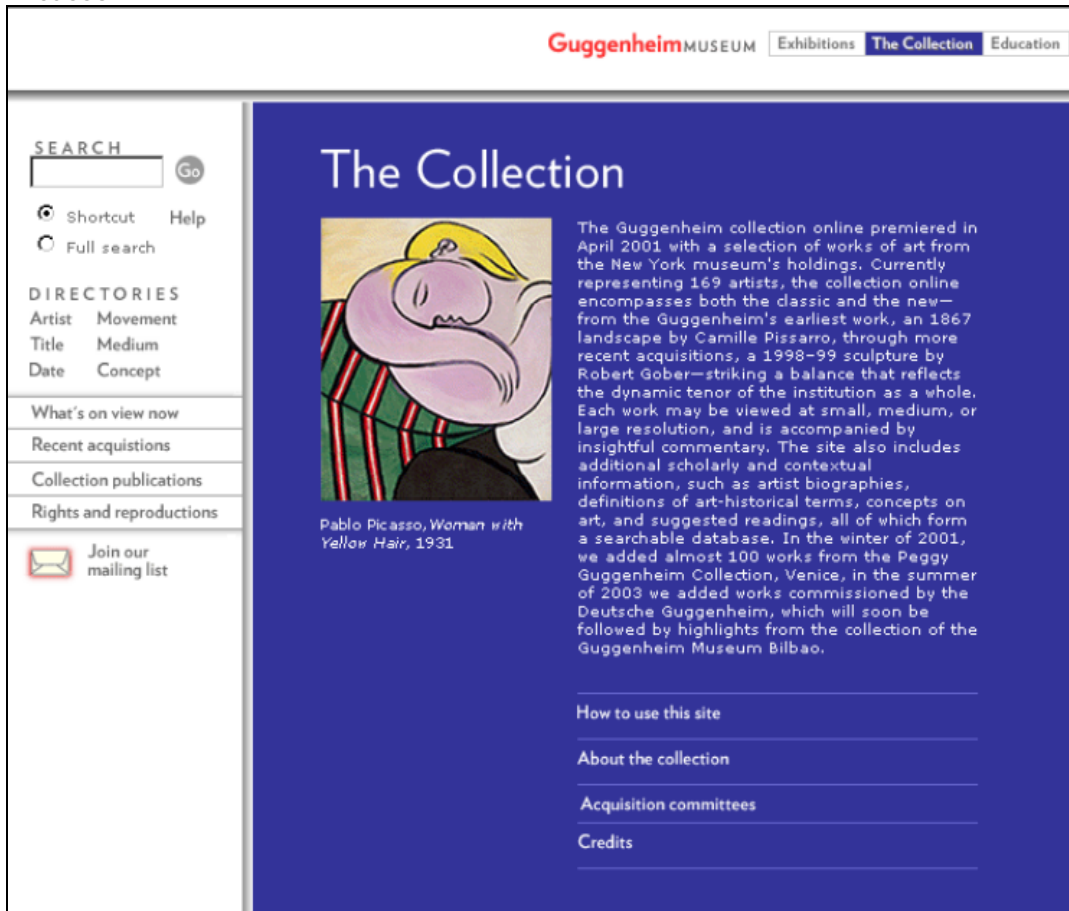 GuggenheimMUSEUM Exhibitions The Collection Education
SEARCH
Go
Shortcut Help
Full search
DIRECTORIES
Artist Movement
Title Medium
Date Concept
What's on view now
Recent acquistions
Collection publications
Rights and reproductions
Join our
mailing list
The Collection
Pablo Picasso, Woman with
Yellow Hair, 1931
The Guggenheim collection online premiered in
April 2001 with a selection of works of art from
the New York museum's holdings. Currently
representing 169 artists, the collection online
encompasses both the classic and the new—
from the Guggenheim's earliest work, an 1867
landscape by Camille Pissarro, through more
recent acquisitions, a 1998–99 sculpture by
Robert Gober—striking a balance that reflects
the dynamic tenor of the institution as a whole.
Each work may be viewed at small, medium, or
large resolution, and is accompanied by
insightful commentary. The site also includes
additional scholarly and contextual
information, such as artist biographies,
definitions of art-historical terms, concepts on
art, and suggested readings, all of which form
a searchable database. In the winter of 2001,
we added almost 100 works from the Peggy
Guggenheim Collection, Venice, in the summer
of 2003 we added works commissioned by the
Deutsche Guggenheim, which will soon be
followed by highlights from the collection of the
Guggenheim Museum Bilbao.
How to use this site
About the collection
Acquisition committees
Credits